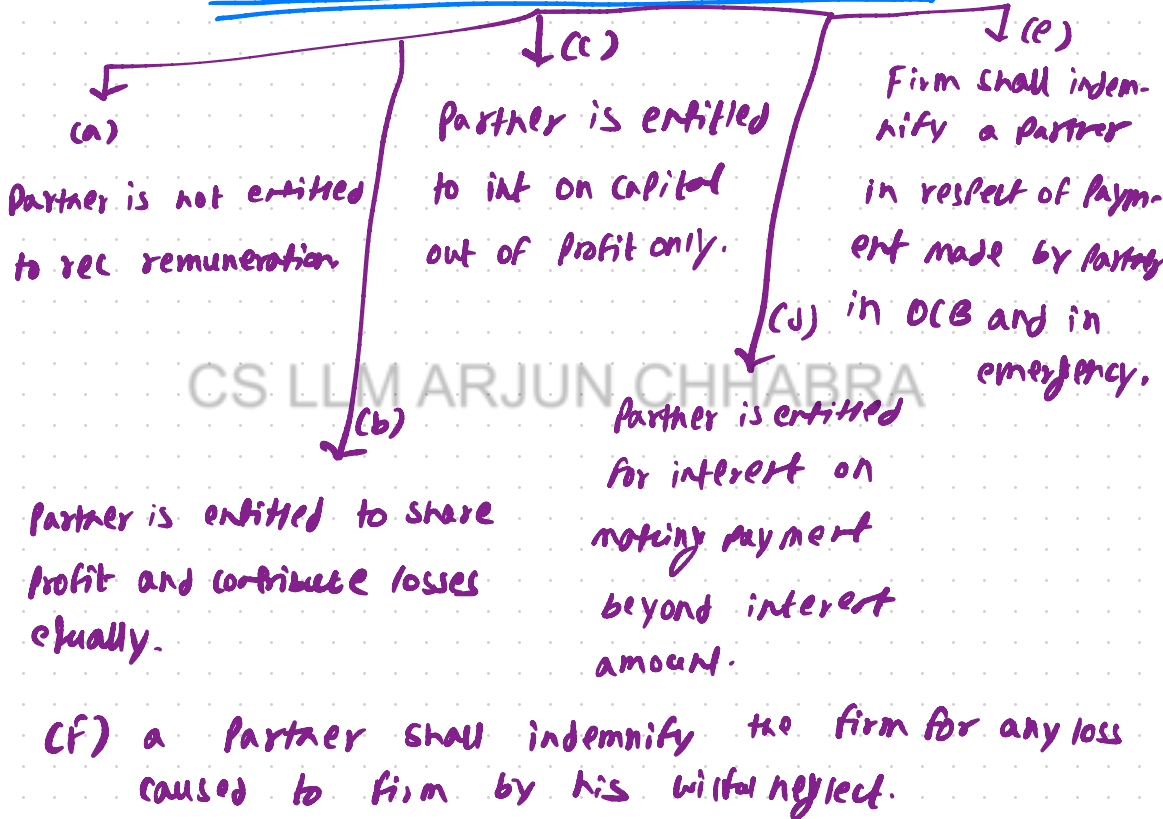 (a)
Partner is not entitled
to rec remuneration
(b)
Partner is entitled to share
Profit and contribute losses
equally.
(c)
Partner is entitled
to int on capital
out of Profit only.
(d)
Partner is entitled
for interest on
making payment
beyond interest
amount.
(e)
Firm shall indem-
nify a Partner
in respect of Paym-
ent made by Partner
in OCB and in
emergency.
CS LLM ARJUN CHHABRA
(f) a Partner shall indemnify the firm for any loss
caused to firm by his wilful neglect.